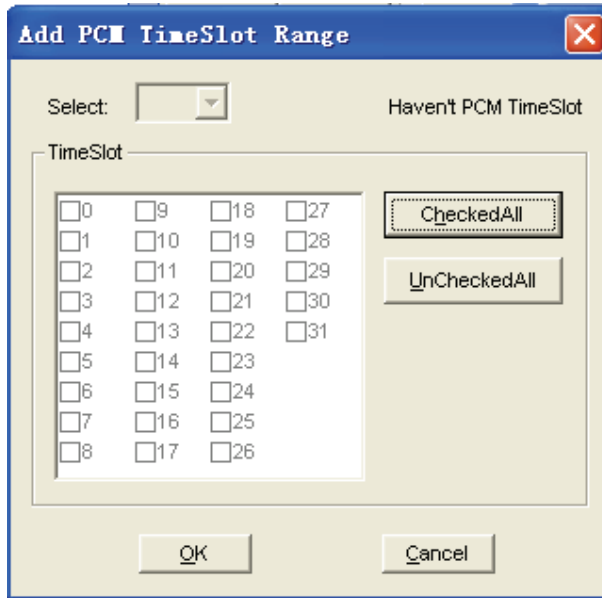 Add PCM TimeSlot Range
Select:
Haven't PCM TimeSlot
TimeSlot
0 9 18 27
1 10 19 28
2 11 20 29
3 12 21 30
4 13 22 31
5 14 23
6 15 24
7 16 25
8 17 26
CheckedAll
UnCheckedAll
OK
Cancel